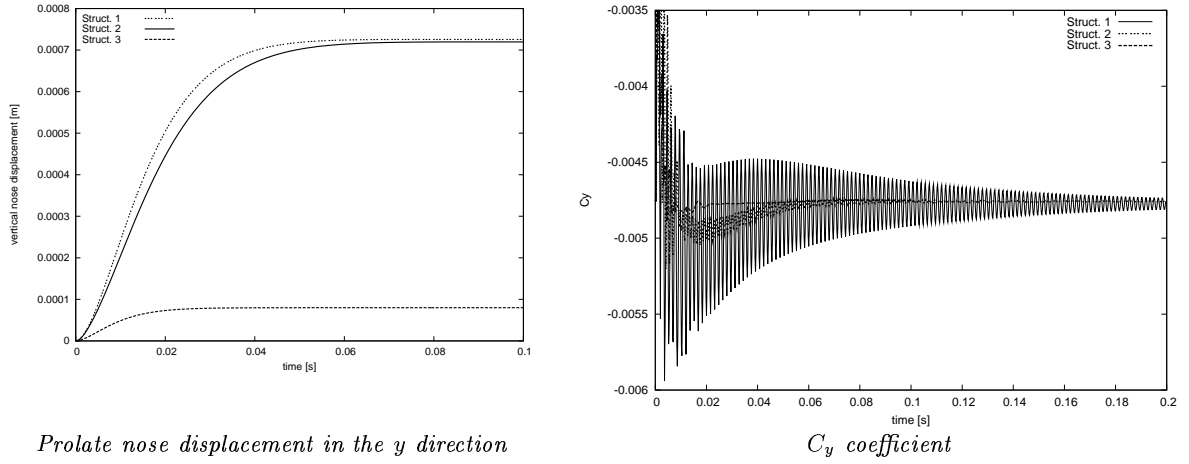 0.0008
0.0007
0.0006
0.0005
0.0004
0.0003
0.0002
0.0001
0
vertical nose displacement [m]
Struct. 1
Struct. 2
Struct. 3
0 0.02 0.04 0.06 0.08 0.1
time [s]
Prolate nose displacement in the y direction
-0.0035
-0.004
-0.0045
-0.005
-0.0055
-0.006
Cy
Struct. 1
Struct. 2
Struct. 3
0 0.02 0.04 0.06 0.08 0.1 0.12 0.14 0.16 0.18 0.2
time [s]
Cy coefficient